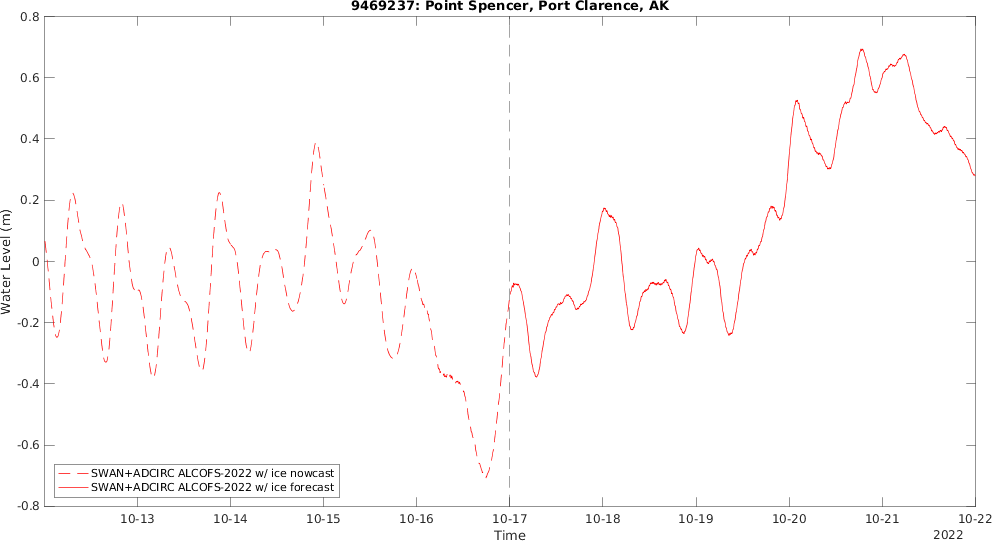 9469237: Point Spencer, Port Clarence, AK
0.8
0.6
0.4
0.2
0
-0.2
-0.4
-0.6
-0.8
Water Level (m)
SWAN+ADCIRC ALCOFS-2022 w/ ice nowcast
SWAN+ADCIRC ALCOFS-2022 w/ ice forecast
10-13 10-14 10-15 10-16 10-17 10-18 10-19 10-20 10-21 10-22
Time
2022